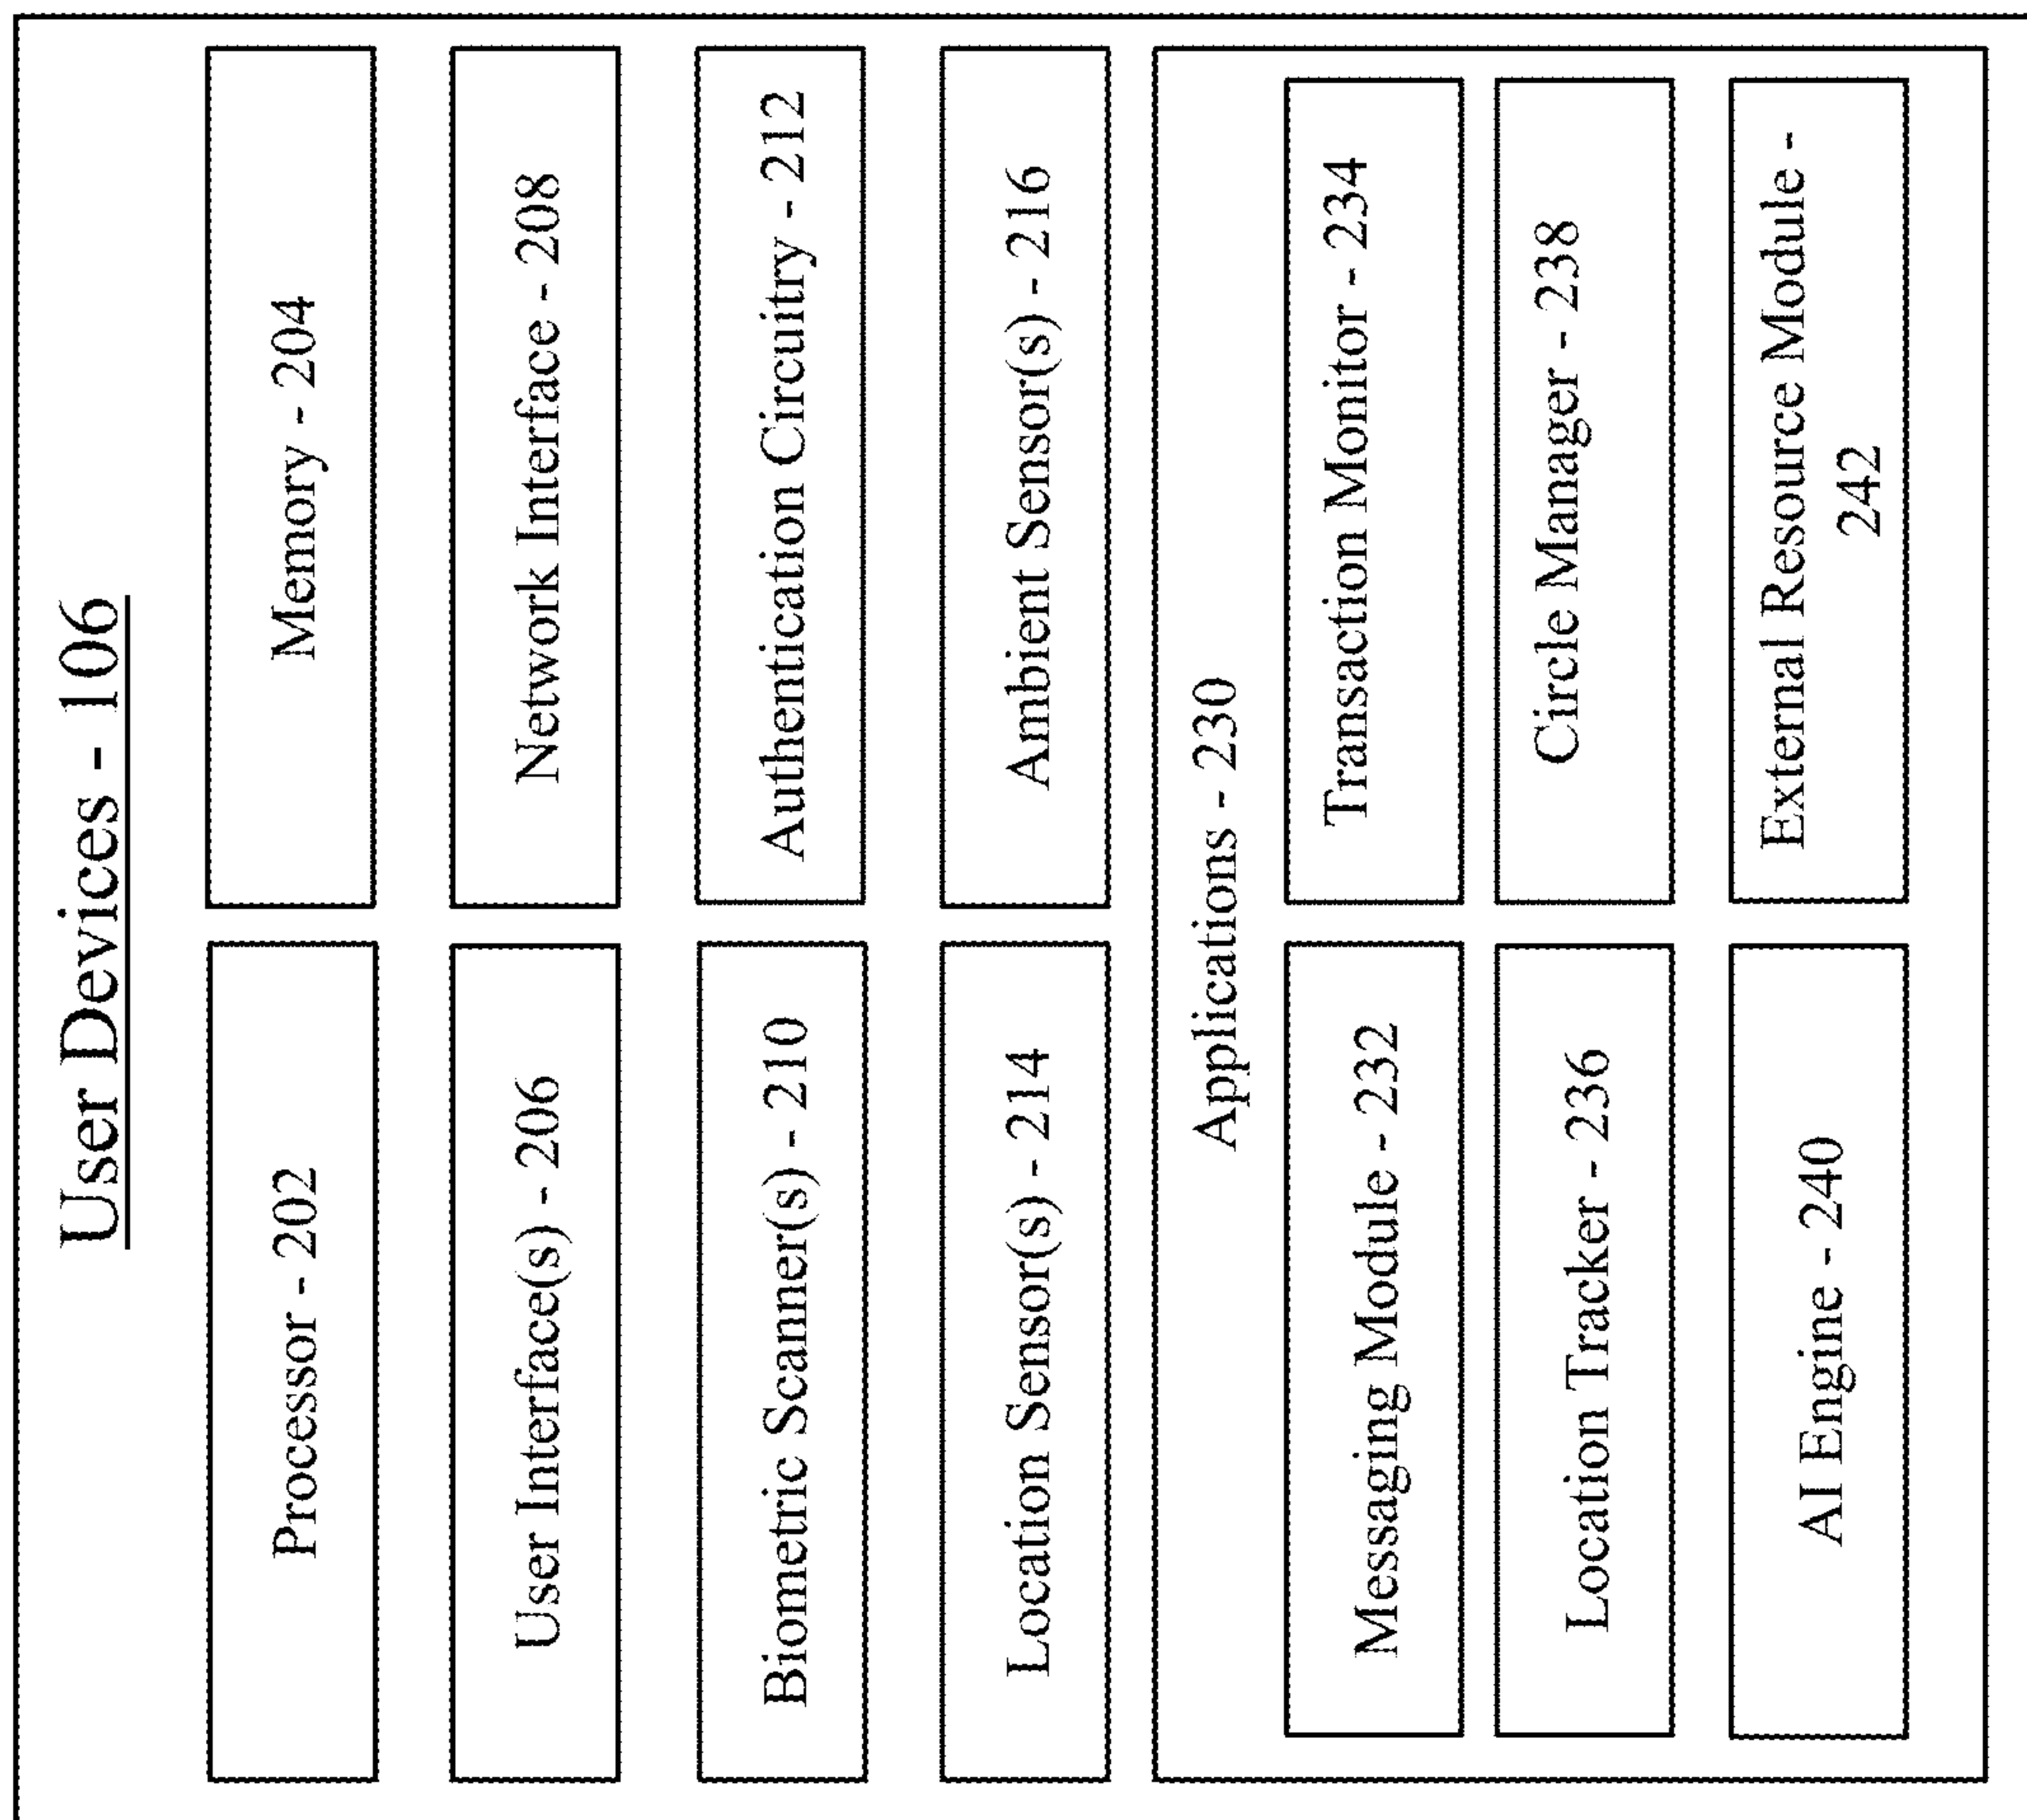 User Devices - 106
Processor - 202
Memory - 204
User Interface(s) - 206
Network Interface - 208
Biometric Scanner(s) - 210
Authentication Circuitry - 212
Location Sensor(s) - 214
Ambient Sensor(s) - 216
Applications - 230
Messaging Module - 232
Transaction Monitor - 234
Location Tracker - 236
Circle Manager - 238
AI Engine - 240
External Resource Module -
242